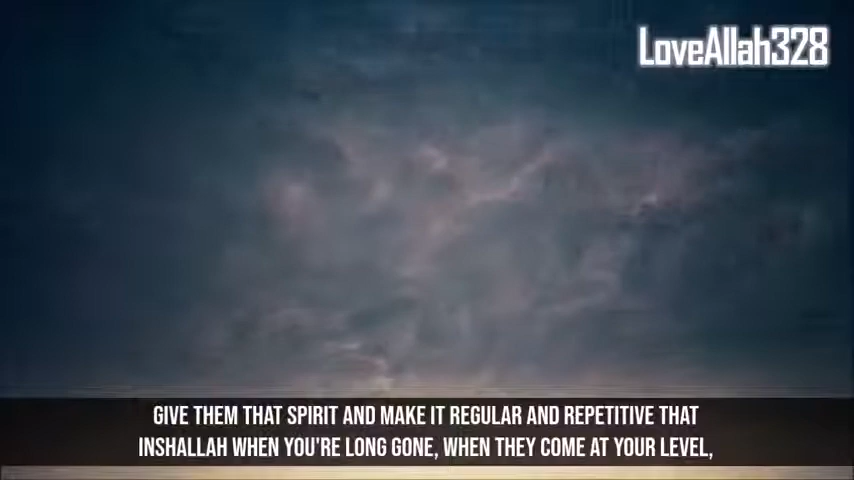 LoveAllah328
GIVE THEM THAT SPIRIT AND MAKE IT REGULAR AND REPETITIVE THAT
INSHALLAH WHEN YOU'RE LONG GONE, WHEN THEY COME AT YOUR LEVEL,